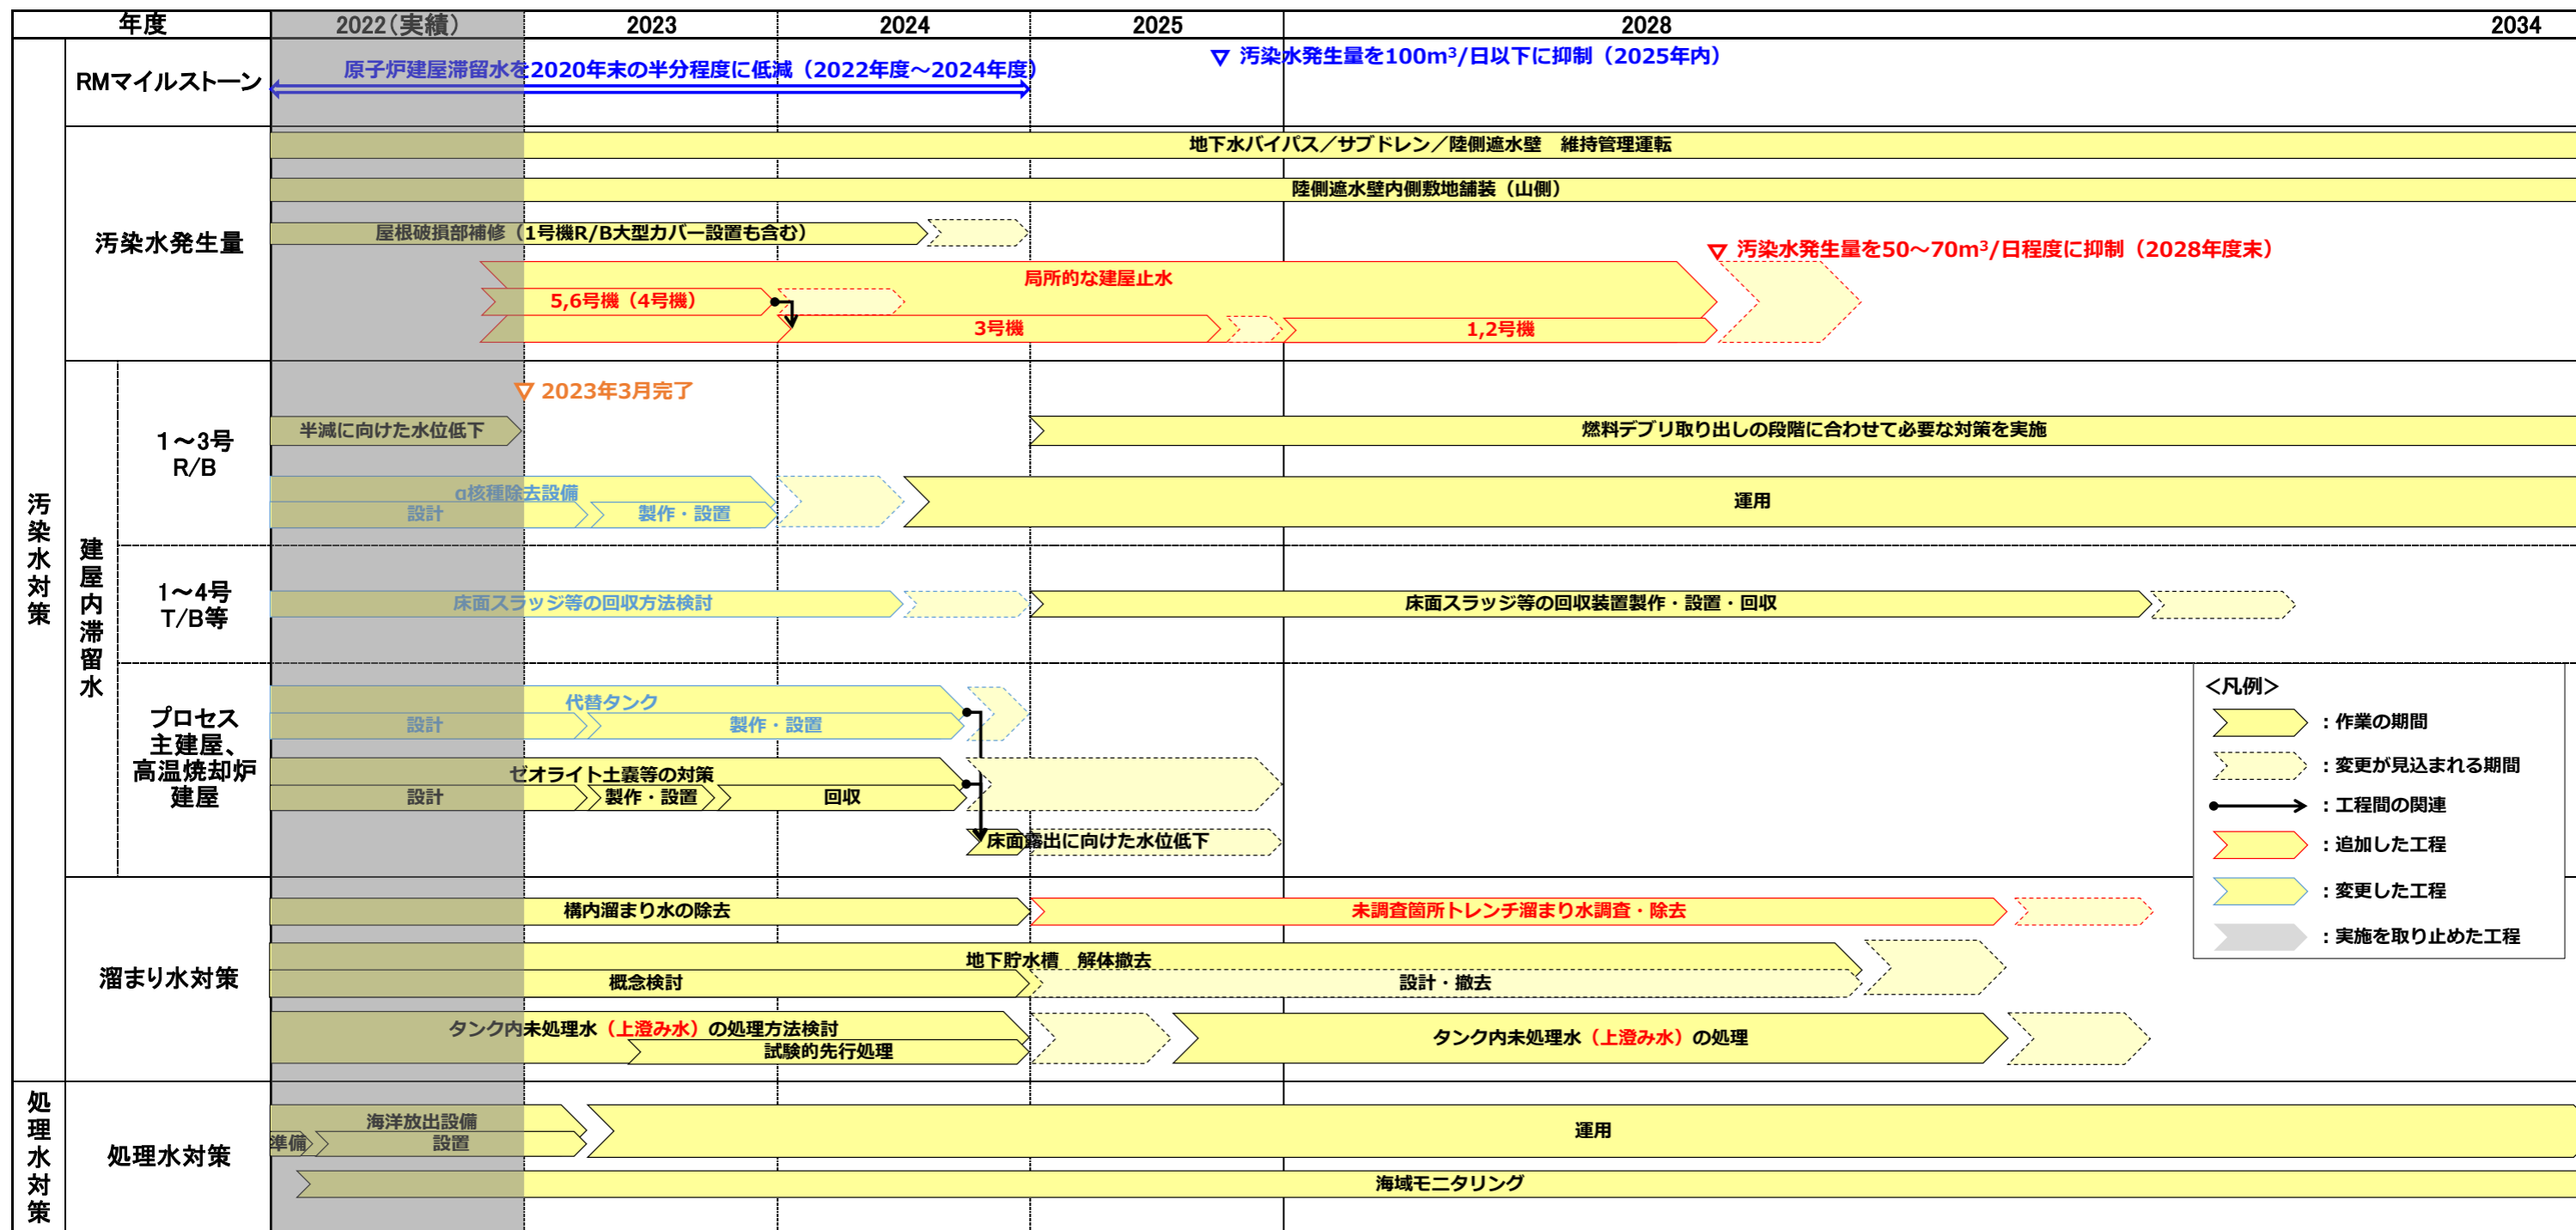 年度
2022(実績)
2023
2024
2025
2028
2034
汚染水対策
RMマイルストーン
原子炉建屋滞留水を2020年末の半分程度に低減（2022年度～2024年度）
▽ 汚染水発生量を100m³/日以下に抑制（2025年内）
汚染水発生量
地下水バイパス／サブドレン／陸側遮水壁　維持管理運転
陸側遮水壁内側敷地舗装（山側）
屋根破損部補修（1号機R/B大型カバー設置も含む）
▽ 汚染水発生量を50～70m³/日程度に抑制（2028年度末）
局所的な建屋止水
5,6号機（4号機）
3号機
1,2号機
建屋内滞留水
1～3号
R/B
▽ 2023年3月完了
半減に向けた水位低下
燃料デブリ取り出しの段階に合わせて必要な対策を実施
α核種除去設備
設計
製作・設置
運用
1～4号
T/B等
床面スラッジ等の回収方法検討
床面スラッジ等の回収装置製作・設置・回収
プロセス
主建屋、
高温焼却炉
建屋
代替タンク
設計
製作・設置
ゼオライト土嚢等の対策
設計
製作・設置
回収
床面露出に向けた水位低下
溜まり水対策
構内溜まり水の除去
未調査箇所トレンチ溜まり水調査・除去
地下貯水槽　解体撤去
概念検討
設計・撤去
タンク内未処理水（上澄み水）の処理方法検討
試験的先行処理
タンク内未処理水（上澄み水）の処理
処理水対策
処理水対策
海洋放出設備
準備
設置
運用
海域モニタリング
＜凡例＞
：作業の期間
：変更が見込まれる期間
：工程間の関連
：追加した工程
：変更した工程
：実施を取り止めた工程